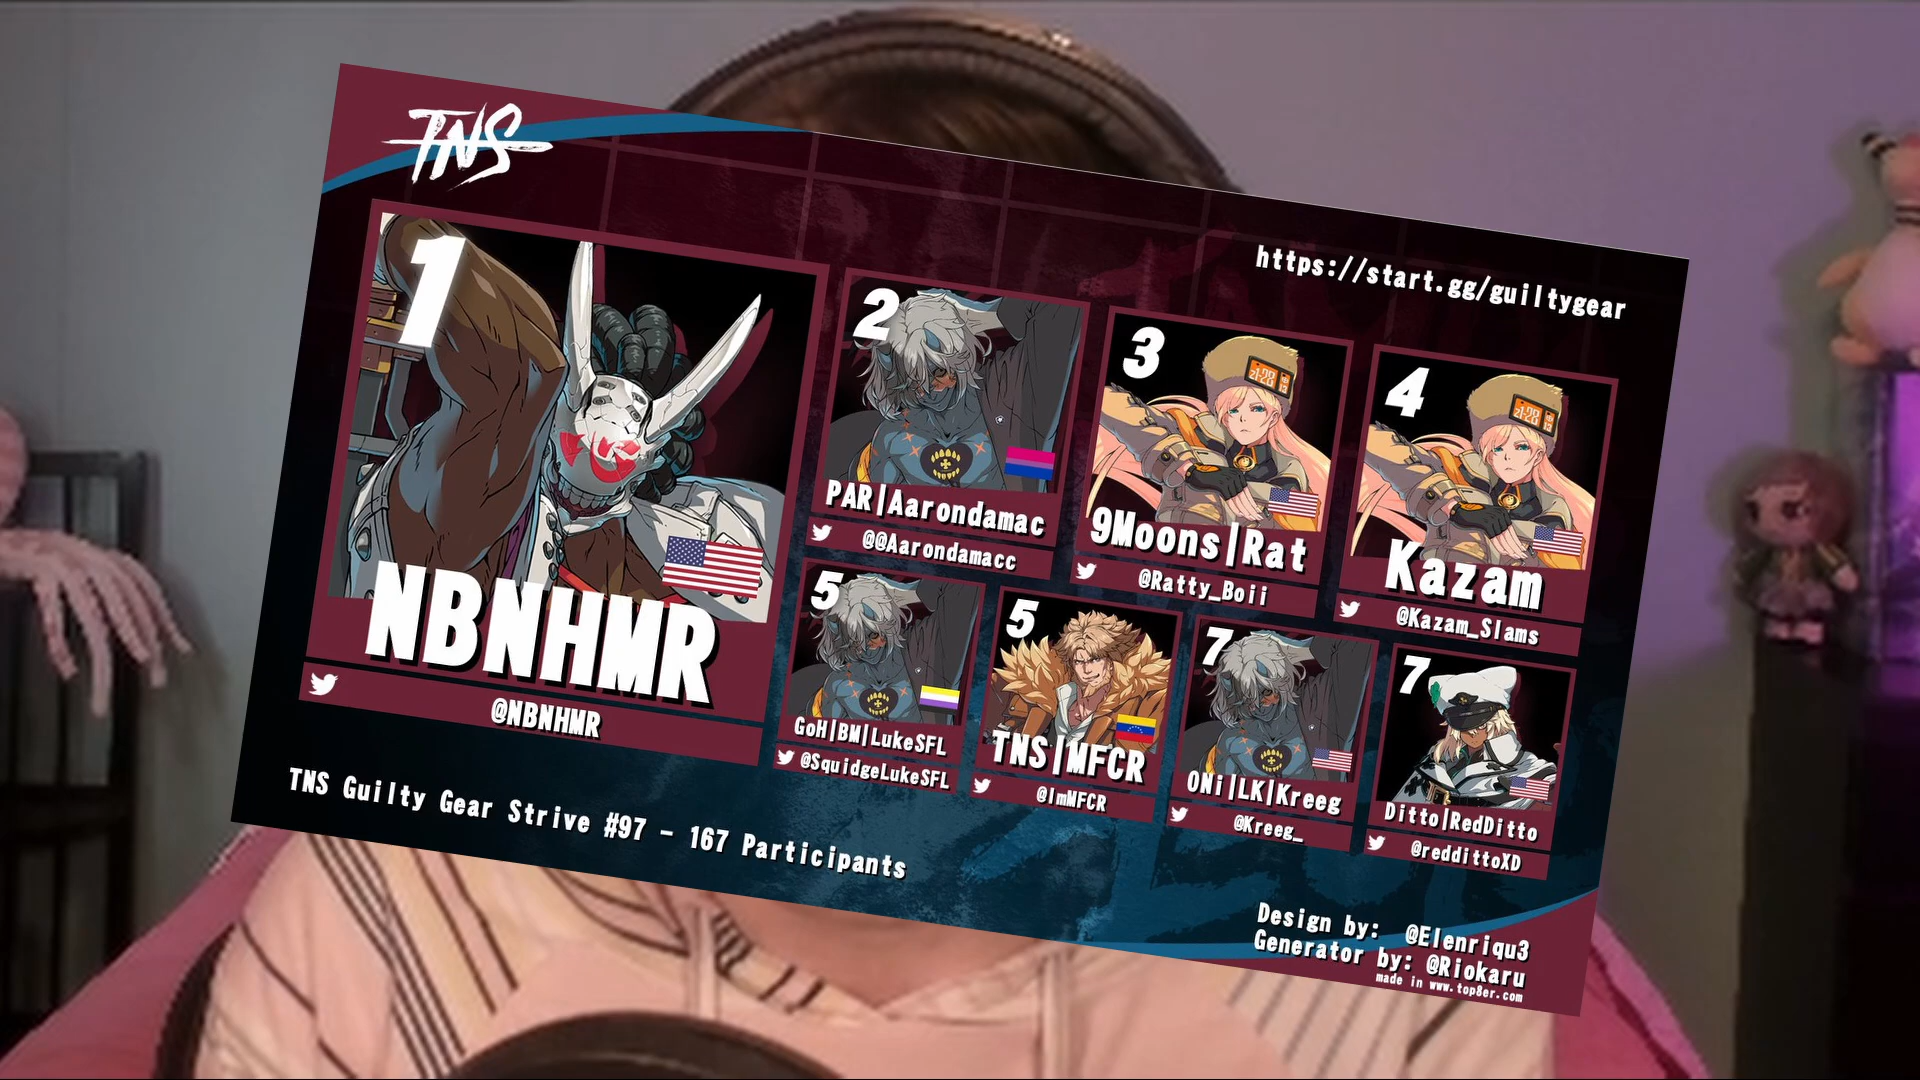 TNS
https://start.gg/guiltygear
1
NBNHMR
@NBNHMR
2
PAR|Aarondamac
@@Aarondamacc
3
9Moons|Rat
@Ratty_Boii
4
Kazam
@Kazam_Slams
5
GoH|BM|LukeSFL
@SquidgeLukeSFL
5
TNS|MFCR
@ImMFCR
7
ONi|LK|Kreeg
@Kreeg_
7
Ditto|RedDitto
@reddittoXD
TNS Guilty Gear Strive #97 - 167 Participants
Design by: @Elenriqu3
Generator by: @Riokaru
made in www.top8er.com